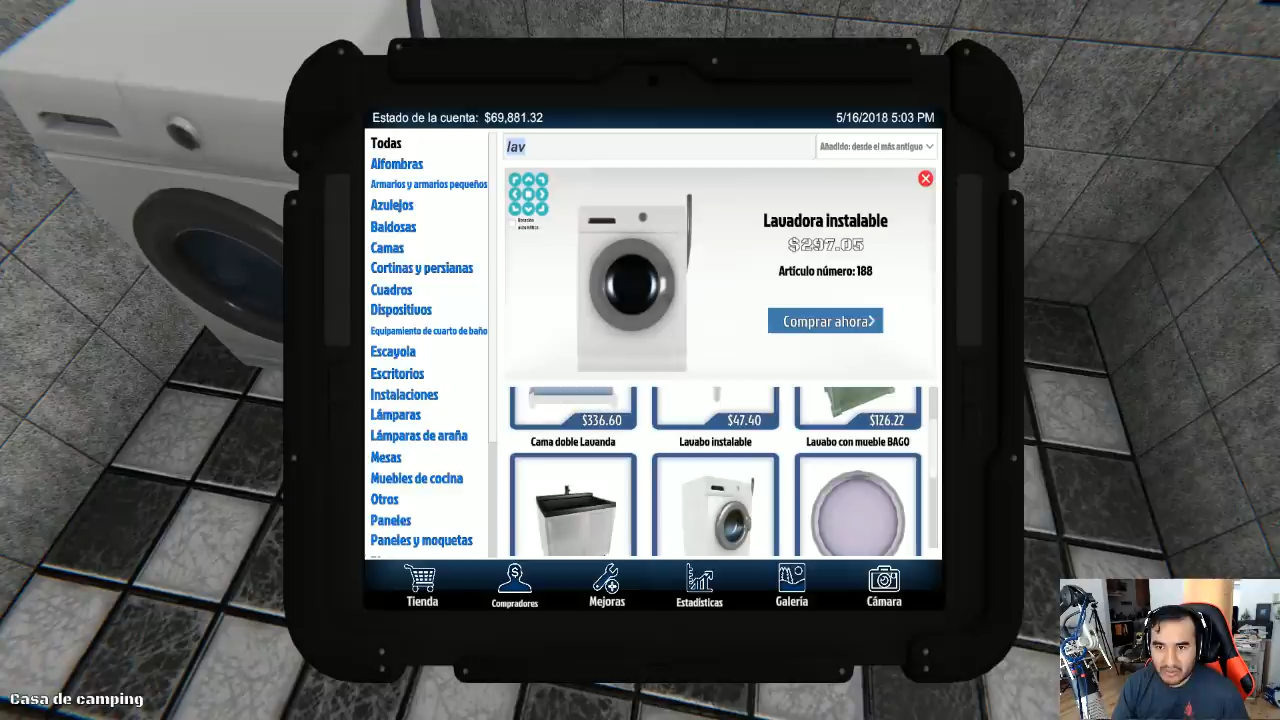 Estado de la cuenta: $69,881.32
5/16/2018 5:03 PM
Todas
Alfombras
Armarios y armarios pequeños
Azulejos
Baldosas
Camas
Cortinas y persianas
Cuadros
Dispositivos
Equipamiento de cuarto de baño
Escayola
Escritorios
Instalaciones
Lámparas
Lámparas de araña
Mesas
Muebles de cocina
Otros
Paneles
Paneles y moquetas
lav
Añadido: desde el más antiguo
Lavadora instalable
$297.05
Artículo número: 188
Comprar ahora
$336.60
$47.40
$126.22
Cama doble Lavanda
Lavabo instalable
Lavabo con mueble BAGO
Tienda
Compradores
Mejoras
Estadísticas
Galería
Cámara
Casa de camping